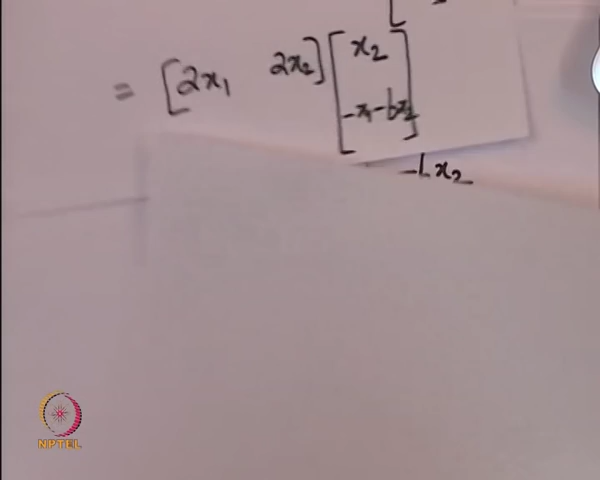 = [2x₁ 2x₂] [x₂
-x₁-bx₂]
-bx₂
NPTEL